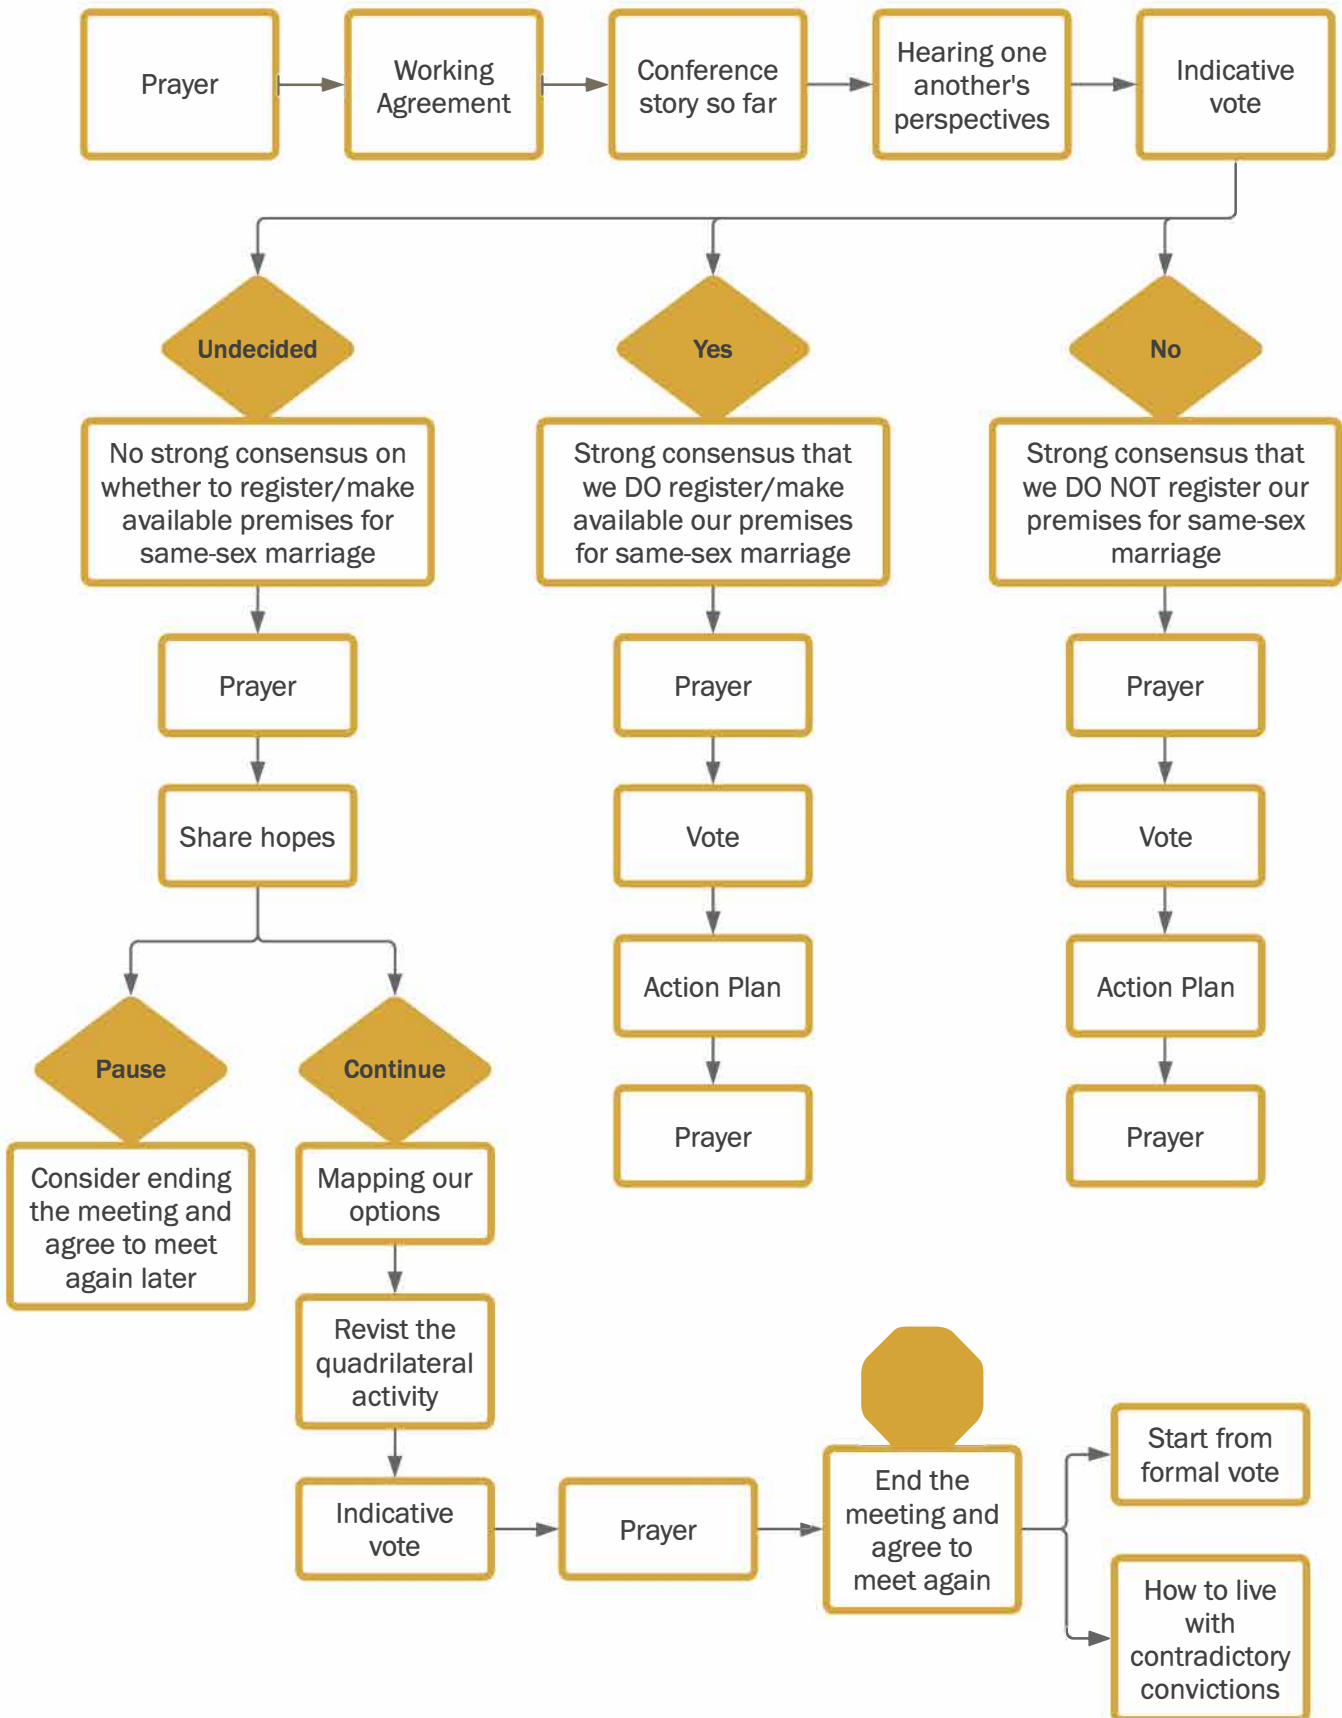 Prayer
Working
Agreement
Conference
story so far
Hearing one
another's
perspectives
Indicative
vote
Undecided
Yes
No
No strong consensus on
whether to register/make
available premises for
same-sex marriage
Strong consensus that
we DO register/make
available our premises
for same-sex marriage
Strong consensus that
we DO NOT register our
premises for same-sex
marriage
Prayer
Prayer
Prayer
Share hopes
Vote
Vote
Action Plan
Action Plan
Pause
Continue
Prayer
Prayer
Consider ending
the meeting and
agree to meet
again later
Mapping our
options
Revist the
quadrilateral
activity
Indicative
vote
Prayer
End the
meeting and
agree to
meet again
Start from
formal vote
How to live
with
contradictory
convictions